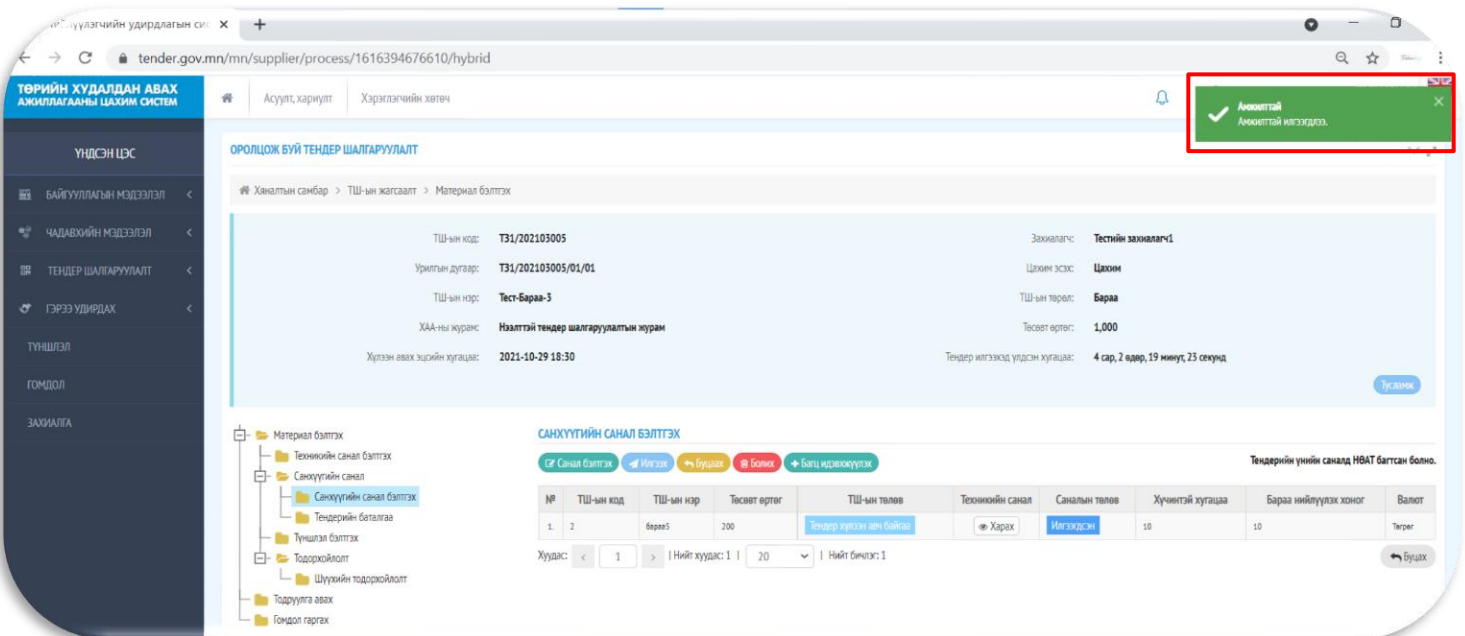 йлүүлэгчийн удирдлагын сис
tender.gov.mn/mn/supplier/process/1616394676610/hybrid
ТӨРИЙН ХУДАЛДАН АВАХ
АЖИЛЛАГААНЫ ЦАХИМ СИСТЕМ
Асуулт, хариулт
Хэрэглэгчийн хөтөч
Амжилттай
Амжилттай илгээгдлээ.
ҮНДСЭН ЦЭС
БАЙГУУЛЛАГЫН МЭДЭЭЛЭЛ
ЧАДАВХИЙН МЭДЭЭЛЭЛ
ТЕНДЕР ШАЛГАРУУЛАЛТ
ГЭРЭЭ УДИРДАХ
ТҮНШЛЭЛ
ГОМДОЛ
ЗАХИАЛГА
ОРОЛЦОЖ БУЙ ТЕНДЕР ШАЛГАРУУЛАЛТ
Хяналтын самбар > ТШ-ын жагсаалт > Материал бэлтгэх
ТШ-ын код: ТЗ1/202103005 Захиалагч: Тестийн захиалагч1
Урилгын дугаар: ТЗ1/202103005/01/01 Цахим эсэх: Цахим
ТШ-ын нэр: Тест-Бараа-3 ТШ-ын төрөл: Бараа
ХАА-ны журам: Нээлттэй тендер шалгаруулалтын журам Төсөвт өртөг: 1,000
Хүлээн авах эцсийн хугацаа: 2021-10-29 18:30 Тендер илгээхэд үлдсэн хугацаа: 4 сар, 2 өдөр, 19 минут, 23 секунд
Тусламж
Материал бэлтгэх
Техникийн санал бэлтгэх
Санхүүгийн санал
Санхүүгийн санал бэлтгэх
Тендерийн баталгаа
Түншлэл бэлтгэх
Тодорхойлолт
Шүүхийн тодорхойлолт
Тодруулга авах
Гомдол гаргах
САНХҮҮГИЙН САНАЛ БЭЛТГЭХ
Санал бэлтгэх Илгээх Буцаах Болих Багц идэвхжүүлэх
Тендерийн үнийн саналд НӨАТ багтсан болно.
№ ТШ-ын код ТШ-ын нэр Төсөвт өртөг ТШ-ын төлөв Техникийн санал Саналын төлөв Хүчинтэй хугацаа Бараа нийлүүлэх хоног Валют
1. 2 бараа5 200 Тендер хүлээн авч байгаа Харах Илгээгдсэн 10 10 Төгрөг
Хуудас: < 1 > | Нийт хуудас: 1 | 20 | Нийт бичлэг: 1
Буцах